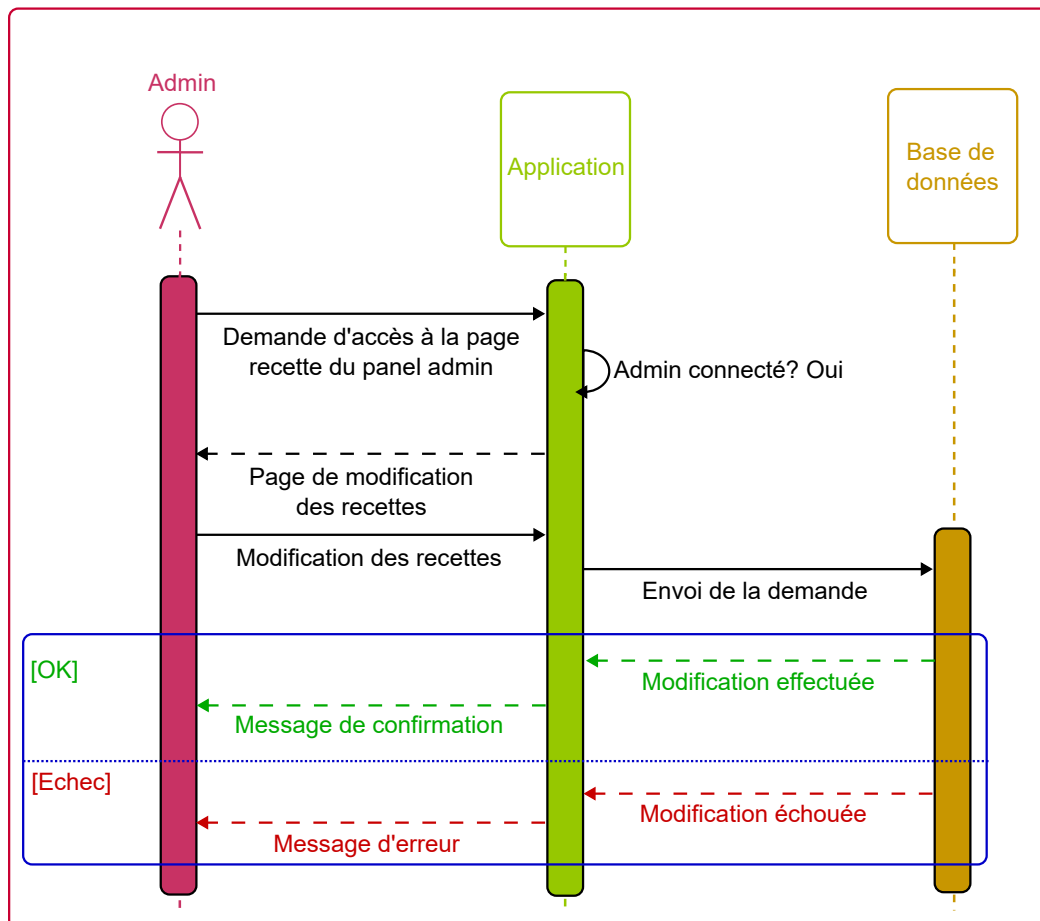 Admin
Application
Base de
données
Demande d'accès à la page
recette du panel admin
Admin connecté? Oui
Page de modification
des recettes
Modification des recettes
Envoi de la demande
[OK]
Modification effectuée
Message de confirmation
[Echec]
Modification échouée
Message d'erreur